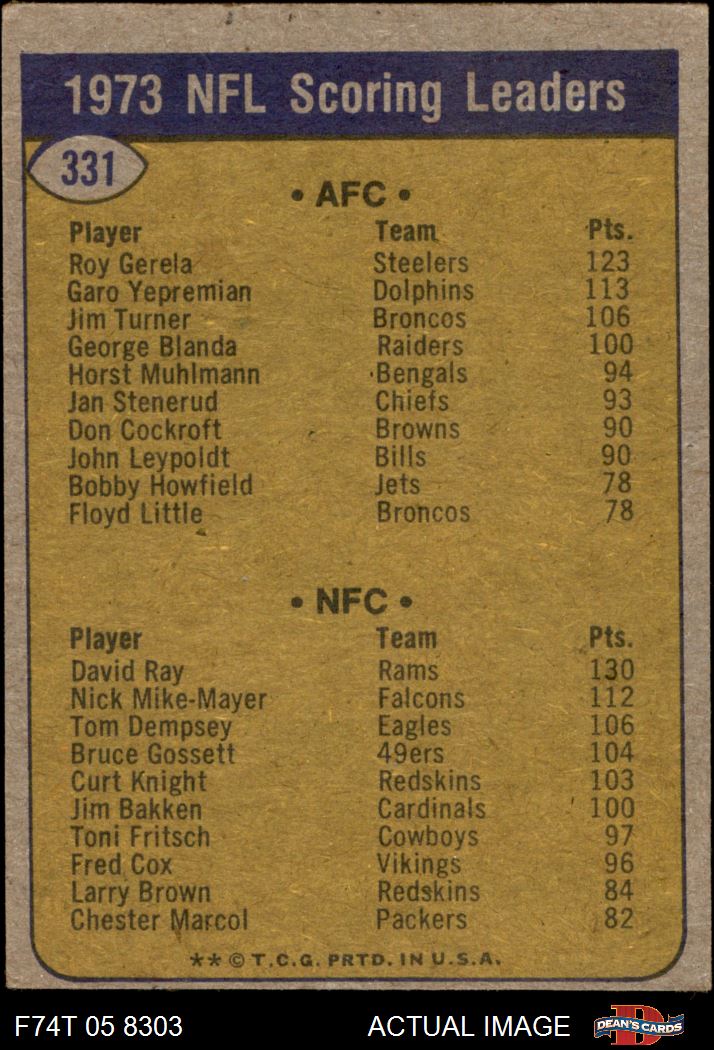 1973 NFL Scoring Leaders
331
• AFC •
Player Team Pts.
Roy Gerela Steelers 123
Garo Yepremian Dolphins 113
Jim Turner Broncos 106
George Blanda Raiders 100
Horst Muhlmann Bengals 94
Jan Stenerud Chiefs 93
Don Cockroft Browns 90
John Leypoldt Bills 90
Bobby Howfield Jets 78
Floyd Little Broncos 78
• NFC •
Player Team Pts.
David Ray Rams 130
Nick Mike-Mayer Falcons 112
Tom Dempsey Eagles 106
Bruce Gossett 49ers 104
Curt Knight Redskins 103
Jim Bakken Cardinals 100
Toni Fritsch Cowboys 97
Fred Cox Vikings 96
Larry Brown Redskins 84
Chester Marcol Packers 82
** © T.C.G. PRTD. IN U.S.A.
F74T 05 8303 ACTUAL IMAGE
D
DEAN'S CARDS